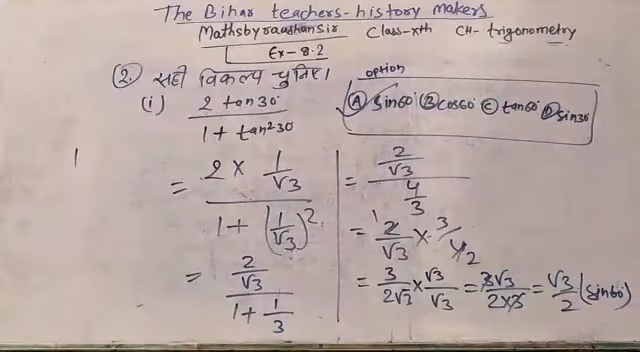 The Bihar teachers-history makers
Mathsbyraushansir Class-xth CH- trigonometry
Ex-8.2
(2.) सही विकल्प चुनिए।
option
(i) 2 tan30° / 1 + tan²30
(A) Sin60° (B) cos60° (C) tan60° (D) sin30°
= 2 × 1/√3 / 1 + (1/√3)²
= 2/√3 / 1 + 1/3
= 2/√3 / 4/3
= 2/√3 × 3/4 2
= 3/2√3 × √3/√3 = 3√3/2×3 = √3/2 (Sin60°)